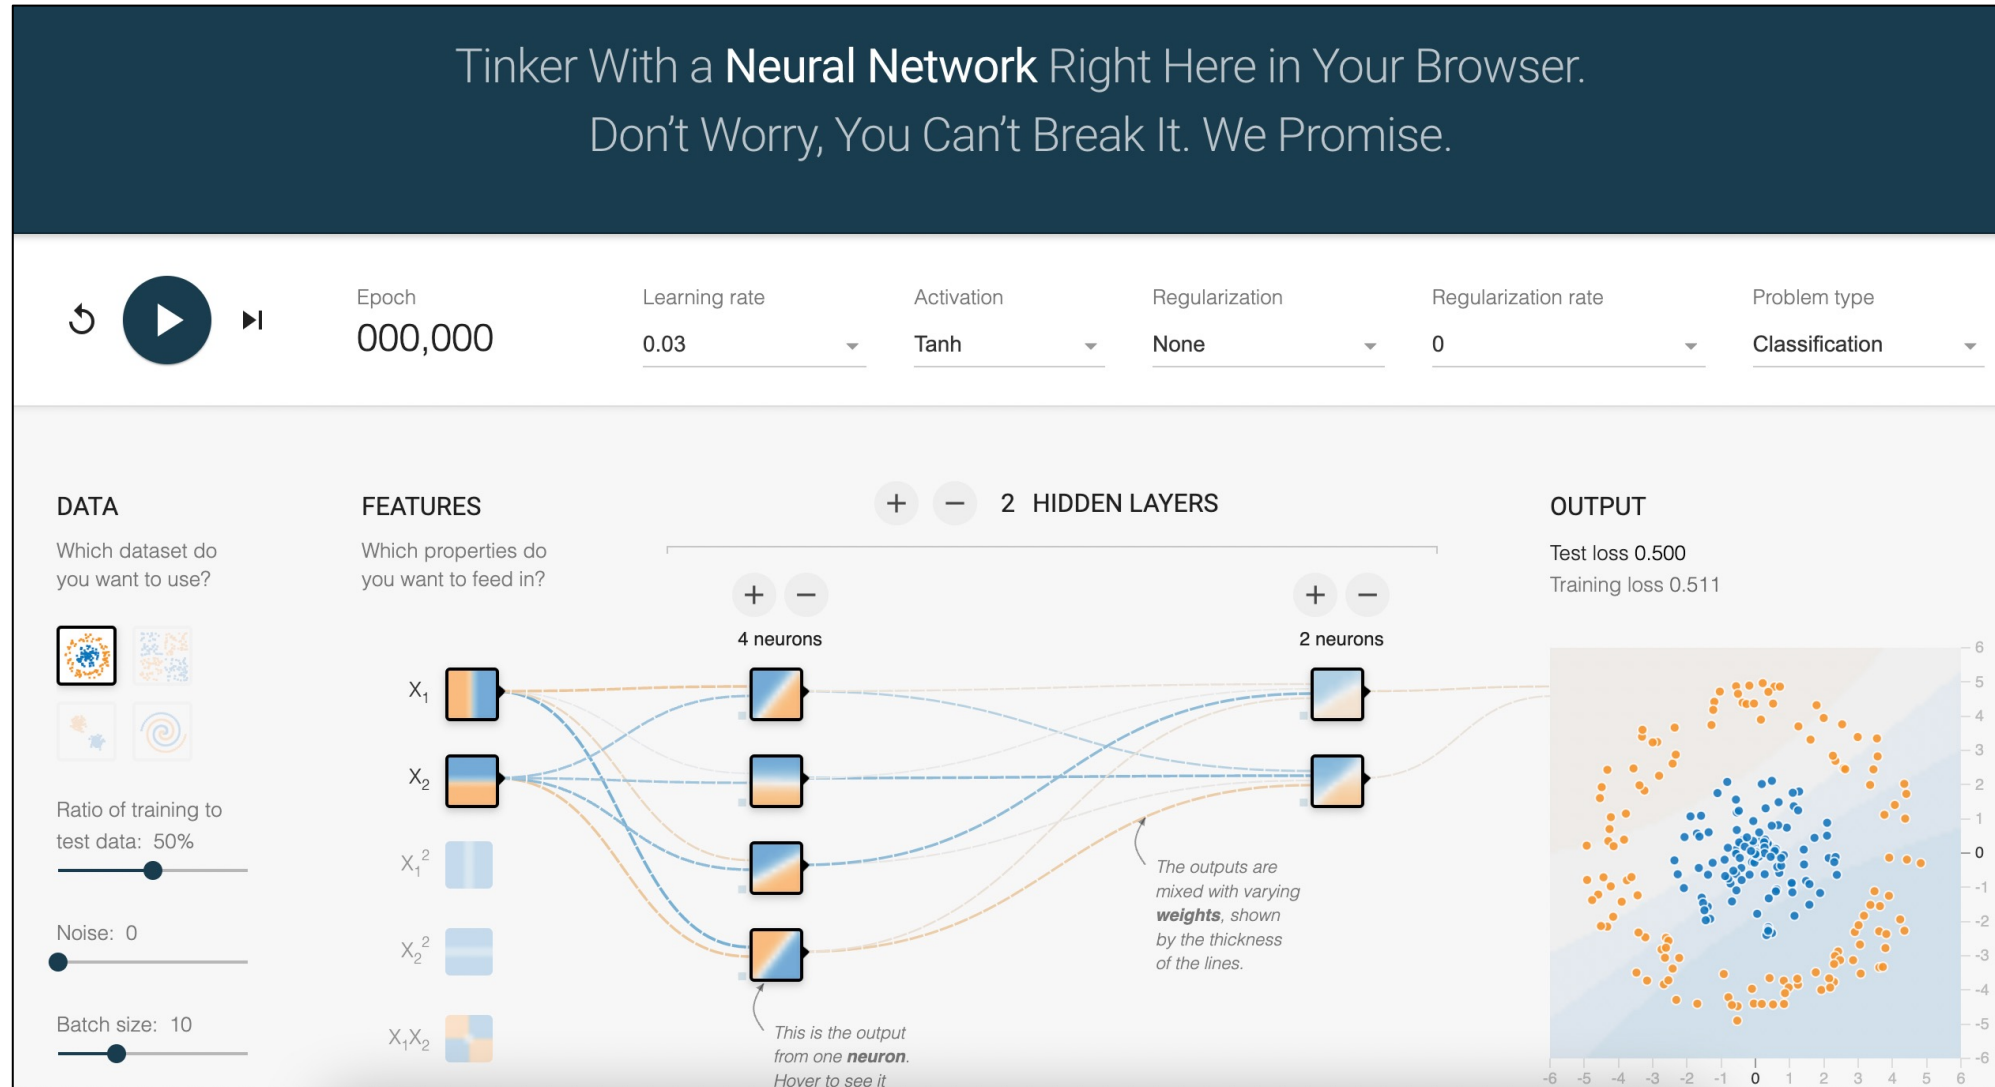 Tinker With a Neural Network Right Here in Your Browser.
Don't Worry, You Can't Break It. We Promise.
Epoch
000,000
Learning rate
0.03
Activation
Tanh
Regularization
None
Regularization rate
0
Problem type
Classification
DATA
Which dataset do
you want to use?
Ratio of training to
test data: 50%
Noise: 0
Batch size: 10
FEATURES
Which properties do
you want to feed in?
X₁
X₂
X₁²
X₂²
X₁X₂
+ − 2 HIDDEN LAYERS
+ −
4 neurons
+ −
2 neurons
This is the output
from one neuron.
Hover to see it
The outputs are
mixed with varying
weights, shown
by the thickness
of the lines.
OUTPUT
Test loss 0.500
Training loss 0.511
6
5
4
3
2
1
0
-1
-2
-3
-4
-5
-6
-6 -5 -4 -3 -2 -1 0 1 2 3 4 5 6